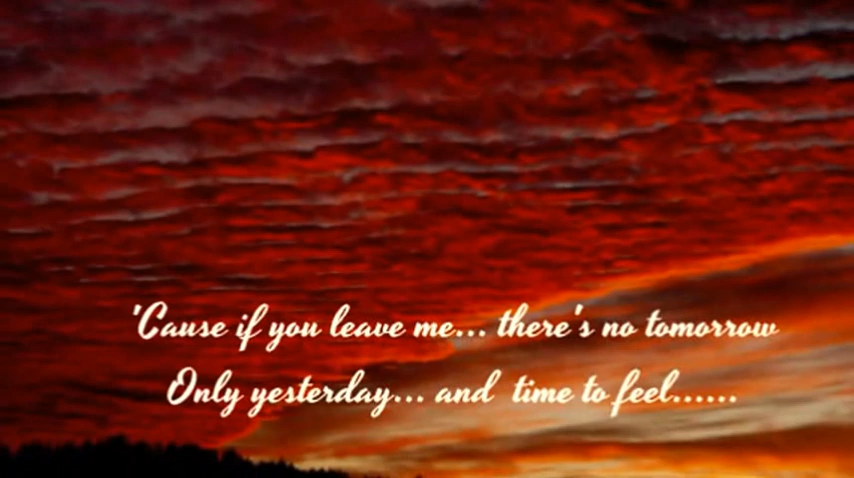 'Cause if you leave me... there's no tomorrow
Only yesterday... and time to feel......